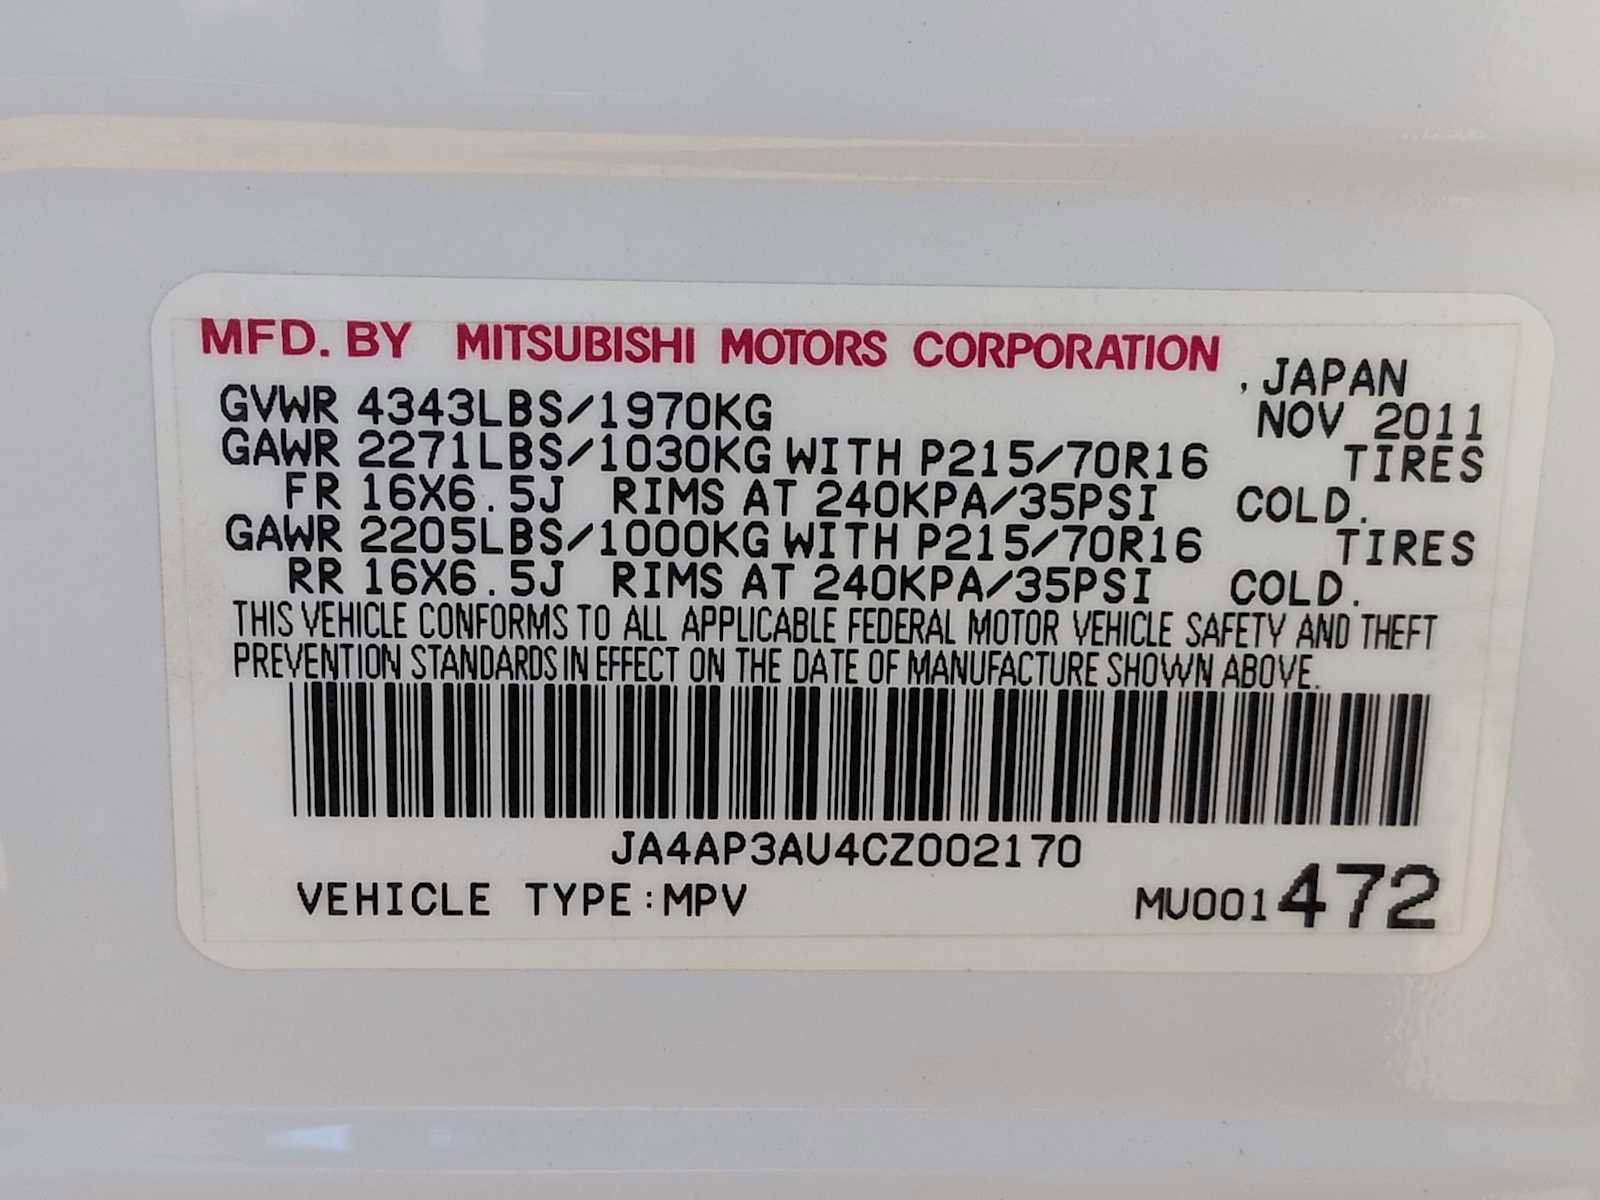 MFD. BY MITSUBISHI MOTORS CORPORATION , JAPAN
GVWR 4343LBS/1970KG NOV 2011
GAWR 2271LBS/1030KG WITH P215/70R16 TIRES
FR 16X6.5J RIMS AT 240KPA/35PSI COLD.
GAWR 2205LBS/1000KG WITH P215/70R16 TIRES
RR 16X6.5J RIMS AT 240KPA/35PSI COLD.
THIS VEHICLE CONFORMS TO ALL APPLICABLE FEDERAL MOTOR VEHICLE SAFETY AND THEFT
PREVENTION STANDARDS IN EFFECT ON THE DATE OF MANUFACTURE SHOWN ABOVE.
JA4AP3AU4CZ002170
VEHICLE TYPE:MPV MU001472